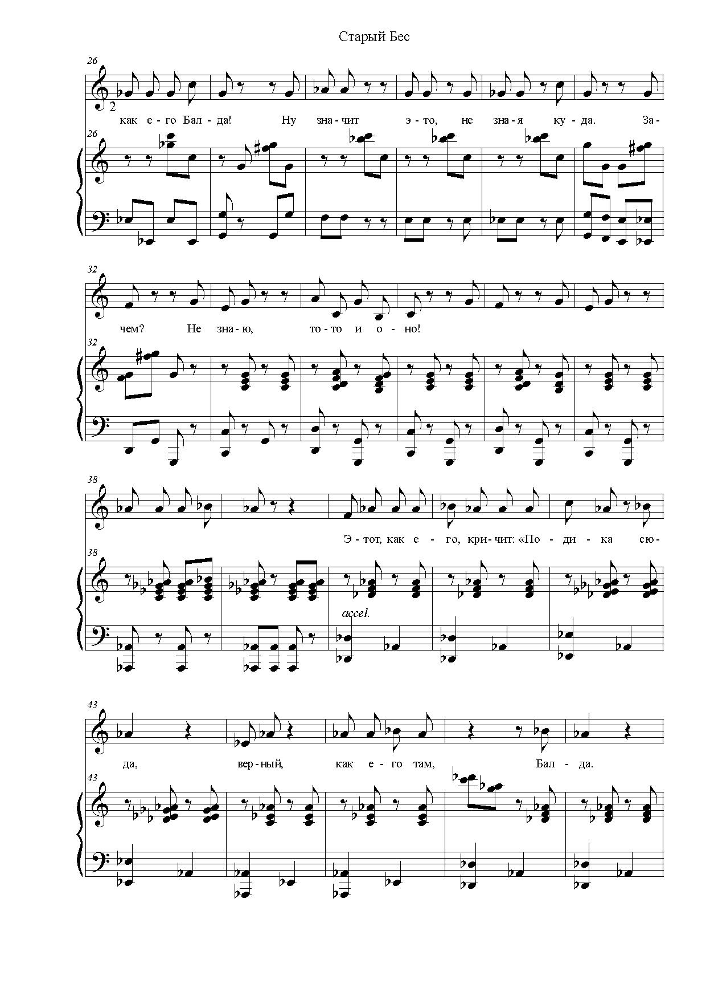 Старый Бес
26
2
как е - го Бал - да! Ну зна - чит э - то, не зна - я ку - да. За -
26
32
чем? Не зна - ю, то - то и о - но!
32
38
Э - тот, как е - го, кри - чит: «По - ди - ка сю -
38
accel.
43
да, вер - ный, как е - го там, Бал - да.
43